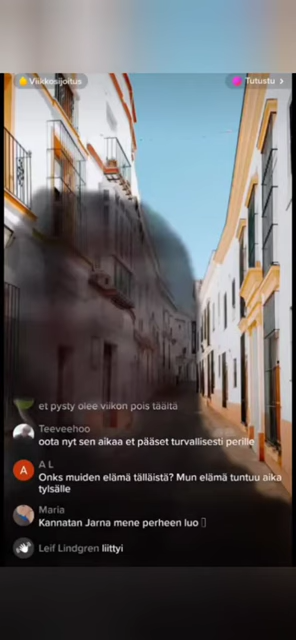 Viikkosijoitus
Tutustu >
et pysty olee viikon pois täältä
Teeveehoo
oota nyt sen aikaa et pääset turvallisesti perille
A
A L
Onks muiden elämä tälläistä? Mun elämä tuntuu aika
tylsälle
Maria
Kannatan Jarna mene perheen luo
Leif Lindgren liittyi